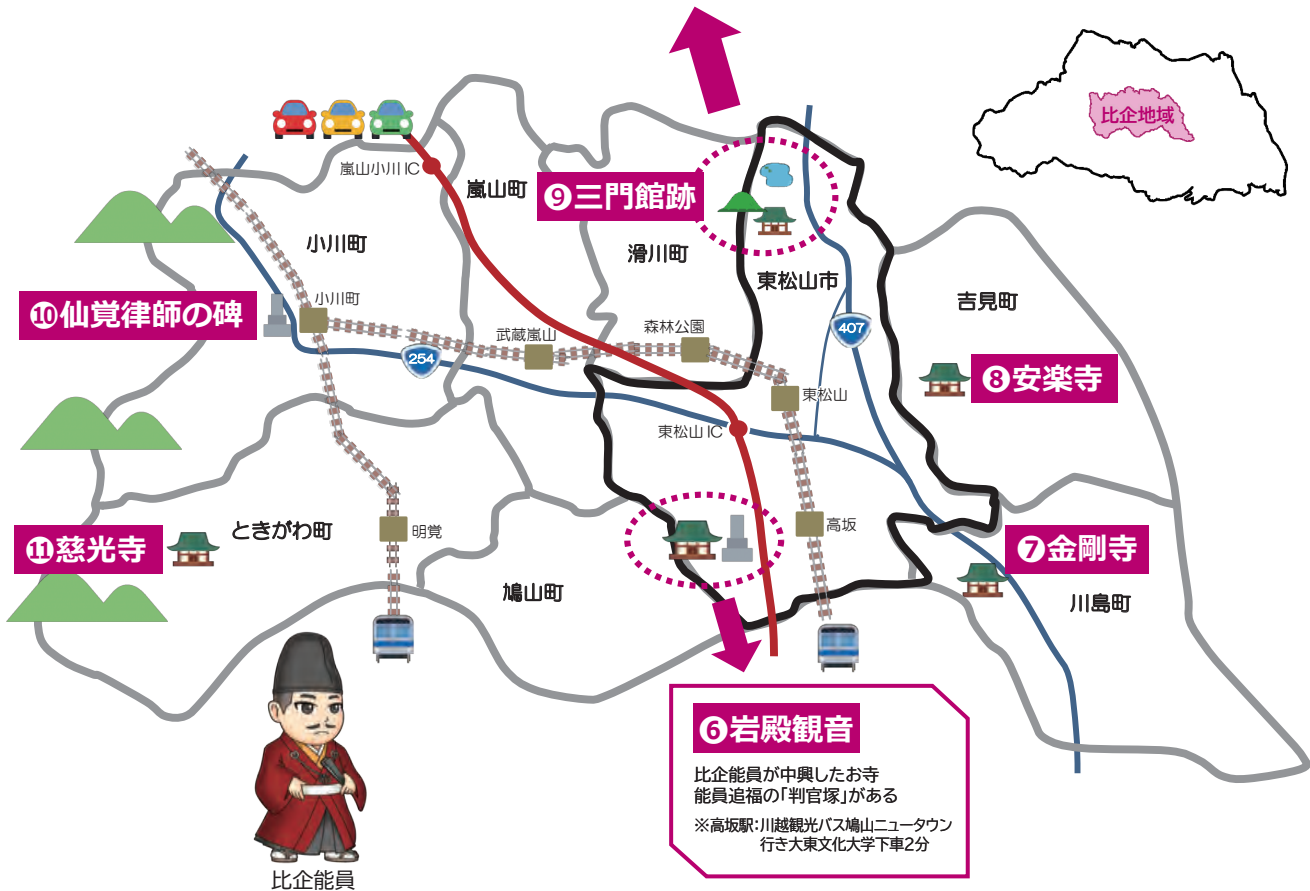 比企地域
嵐山小川IC
嵐山町
❾三門館跡
小川町
滑川町
東松山市
吉見町
❿仙覚律師の碑
小川町
武蔵嵐山
森林公園
407
254
東松山
❽安楽寺
東松山IC
⓫慈光寺
ときがわ町
明覚
高坂
❼金剛寺
鳩山町
川島町
❻岩殿観音
比企能員が中興したお寺
能員追福の「判官塚」がある
※高坂駅：川越観光バス鳩山ニュータウン
行き大東文化大学下車2分
比企能員